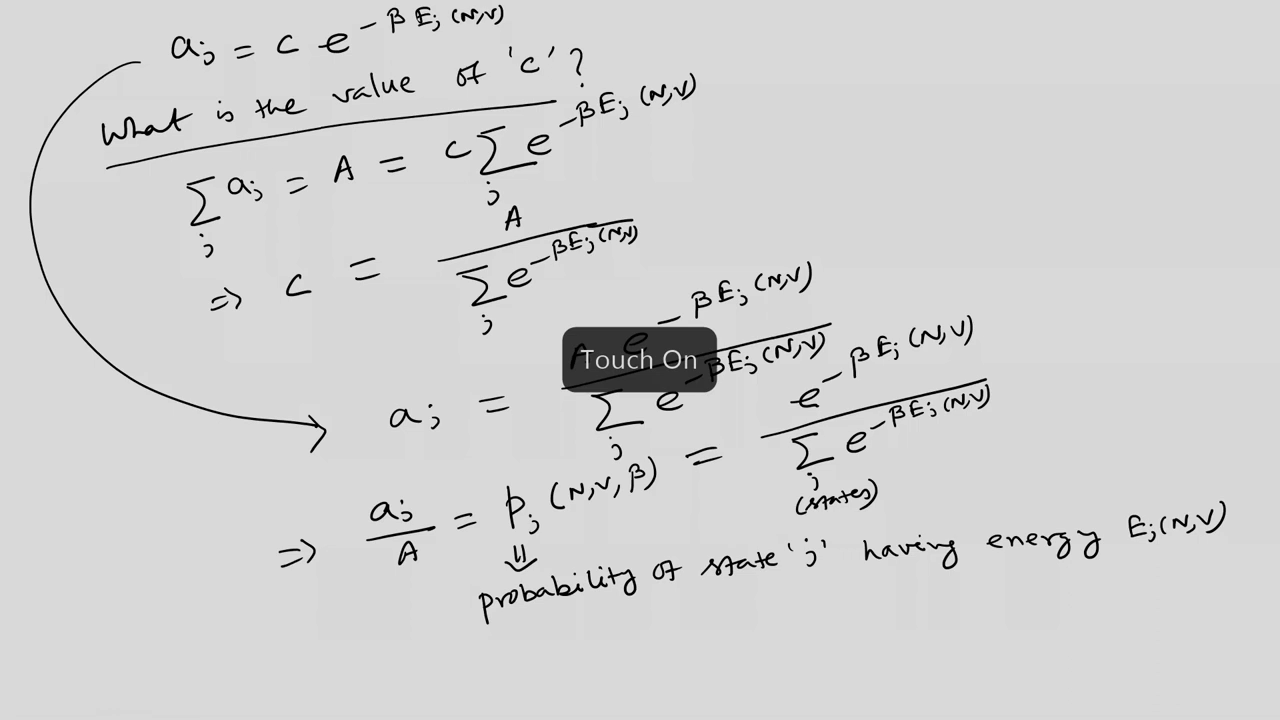 aj = c e^-βEj(N,V)
What is the value of 'c'?
Σj aj = A = c Σj e^-βEj(N,V)
⇒ c = A / Σj e^-βEj(N,V)
aj = A e^-βEj(N,V) / Σj e^-βEj(N,V)
Touch On
⇒ aj/A = pj(N,V,β) = e^-βEj(N,V) / Σj e^-βEj(N,V)
(states)
⇓
probability of state 'j' having energy Ej(N,V)